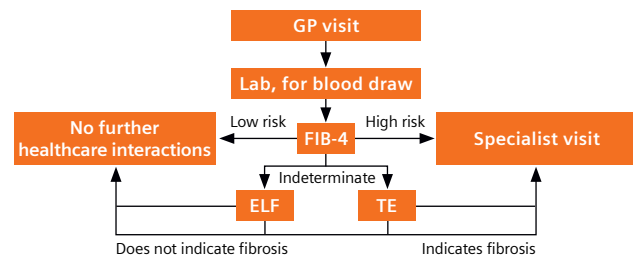 GP visit
Lab, for blood draw
Low risk
High risk
No further
healthcare interactions
FIB-4
Specialist visit
Indeterminate
ELF
TE
Does not indicate fibrosis
Indicates fibrosis